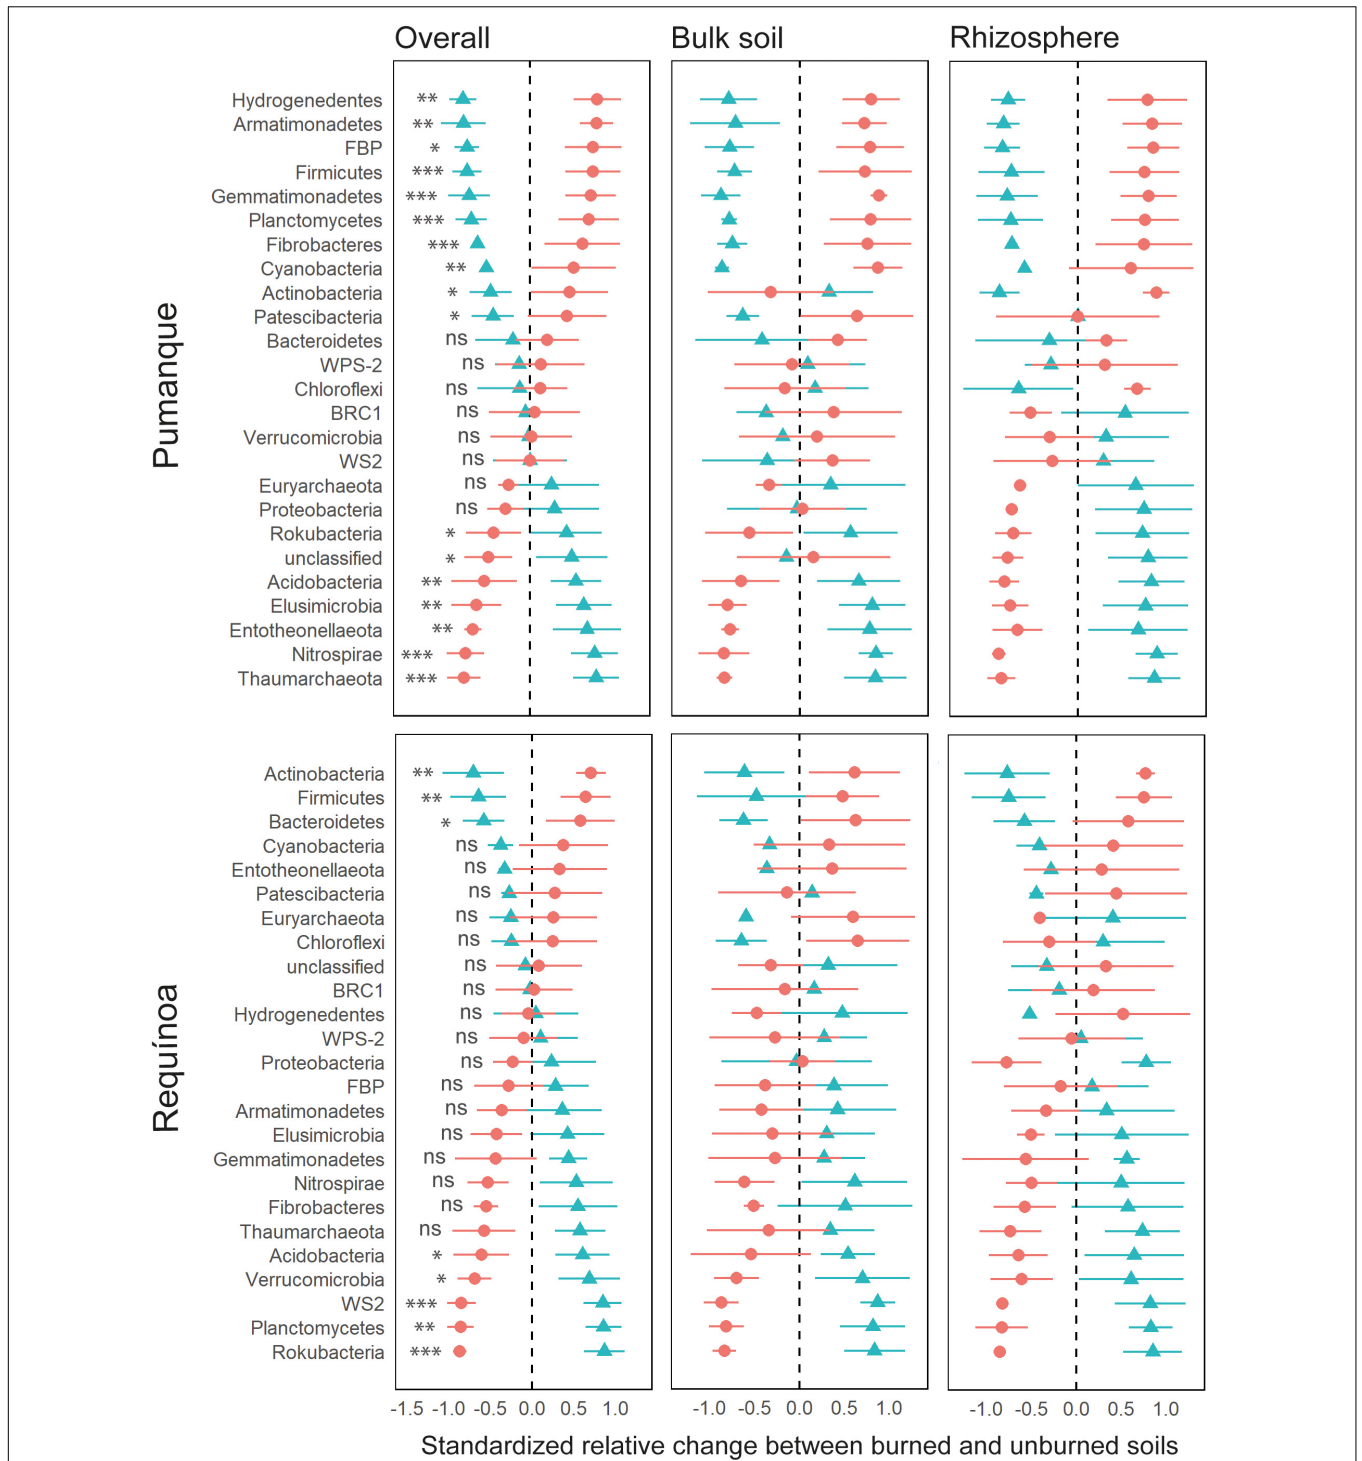 Overall Bulk soil Rhizosphere
Pumanque
Hydrogenedentes **
Armatimonadetes **
FBP *
Firmicutes ***
Gemmatimonadetes ***
Planctomycetes ***
Fibrobacteres ***
Cyanobacteria **
Actinobacteria *
Patescibacteria *
Bacteroidetes ns
WPS-2 ns
Chloroflexi ns
BRC1 ns
Verrucomicrobia ns
WS2 ns
Euryarchaeota ns
Proteobacteria ns
Rokubacteria *
unclassified *
Acidobacteria **
Elusimicrobia **
Entotheonellaeota **
Nitrospirae ***
Thaumarchaeota ***
Requínoa
Actinobacteria **
Firmicutes **
Bacteroidetes *
Cyanobacteria ns
Entotheonellaeota ns
Patescibacteria ns
Euryarchaeota ns
Chloroflexi ns
unclassified ns
BRC1 ns
Hydrogenedentes ns
WPS-2 ns
Proteobacteria ns
FBP ns
Armatimonadetes ns
Elusimicrobia ns
Gemmatimonadetes ns
Nitrospirae ns
Fibrobacteres ns
Thaumarchaeota ns
Acidobacteria *
Verrucomicrobia *
WS2 ***
Planctomycetes **
Rokubacteria ***
-1.5 -1.0 -0.5 0.0 0.5 1.0 -1.0 -0.5 0.0 0.5 1.0 -1.0 -0.5 0.0 0.5 1.0
Standardized relative change between burned and unburned soils